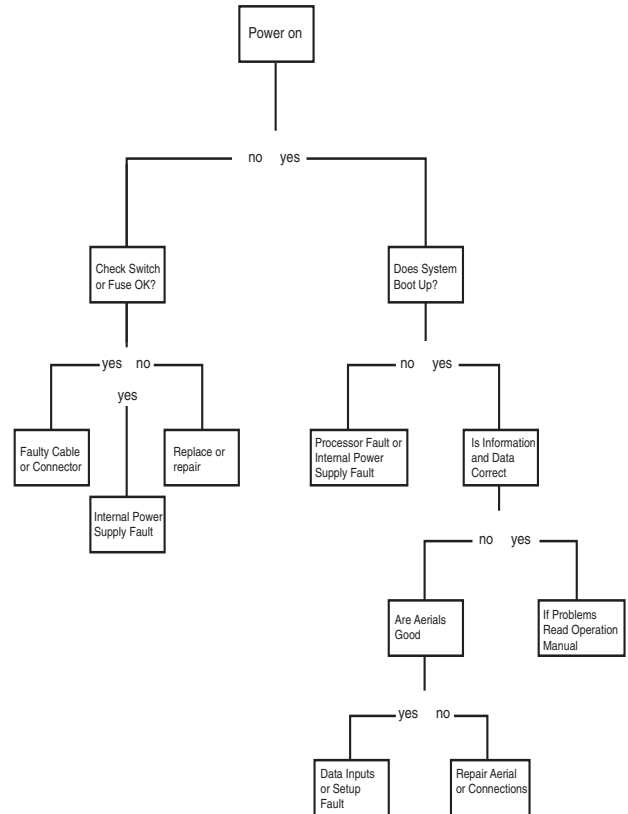 Power on
no yes
Check Switch
or Fuse OK?
Does System
Boot Up?
yes no
yes
no yes
Faulty Cable
or Connector
Replace or
repair
Internal Power
Supply Fault
Processor Fault or
Internal Power
Supply Fault
Is Information
and Data
Correct
no yes
Are Aerials
Good
If Problems
Read Operation
Manual
yes no
Data Inputs
or Setup
Fault
Repair Aerial
or Connections